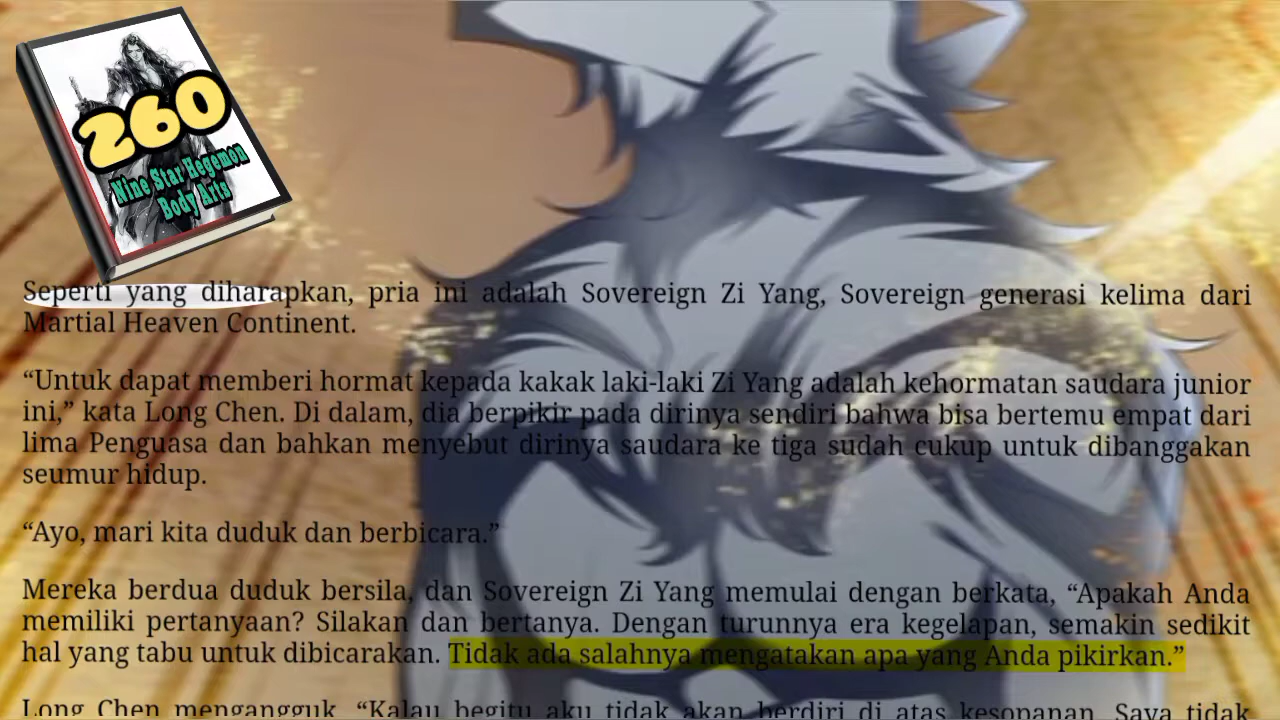 260
Nine Star Hegemon
Body Arts
Seperti yang diharapkan, pria ini adalah Sovereign Zi Yang, Sovereign generasi kelima dari
Martial Heaven Continent.
“Untuk dapat memberi hormat kepada kakak laki-laki Zi Yang adalah kehormatan saudara junior
ini,” kata Long Chen. Di dalam, dia berpikir pada dirinya sendiri bahwa bisa bertemu empat dari
lima Penguasa dan bahkan menyebut dirinya saudara ke tiga sudah cukup untuk dibanggakan
seumur hidup.
“Ayo, mari kita duduk dan berbicara.”
Mereka berdua duduk bersila, dan Sovereign Zi Yang memulai dengan berkata, “Apakah Anda
memiliki pertanyaan? Silakan dan bertanya. Dengan turunnya era kegelapan, semakin sedikit
hal yang tabu untuk dibicarakan. Tidak ada salahnya mengatakan apa yang Anda pikirkan.”
Long Chen mengangguk. “Kalau begitu aku tidak akan berdiri di atas kesopanan. Saya tidak